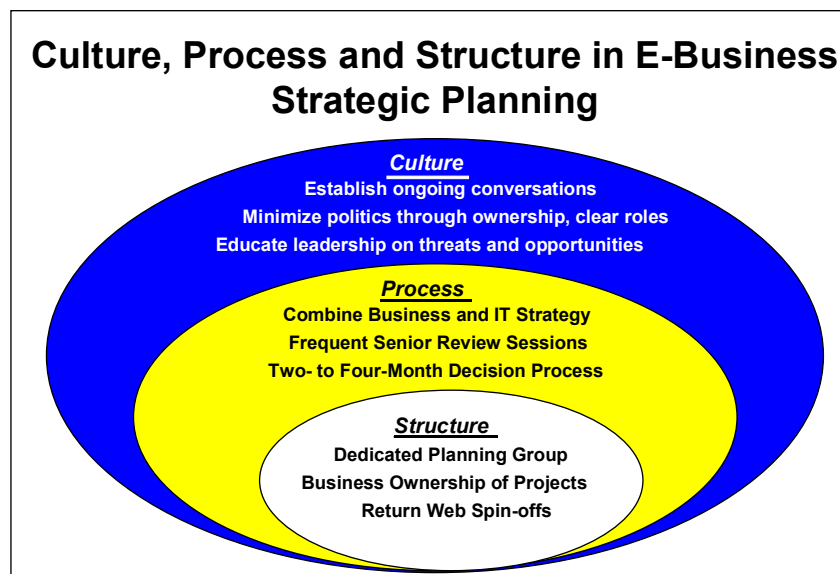 Culture, Process and Structure in E-Business
Strategic Planning
Culture
Establish ongoing conversations
Minimize politics through ownership, clear roles
Educate leadership on threats and opportunities
Process
Combine Business and IT Strategy
Frequent Senior Review Sessions
Two- to Four-Month Decision Process
Structure
Dedicated Planning Group
Business Ownership of Projects
Return Web Spin-offs